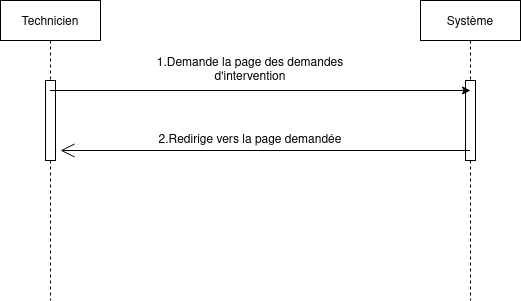 Technicien
Système
1.Demande la page des demandes
d'intervention
2.Redirige vers la page demandée